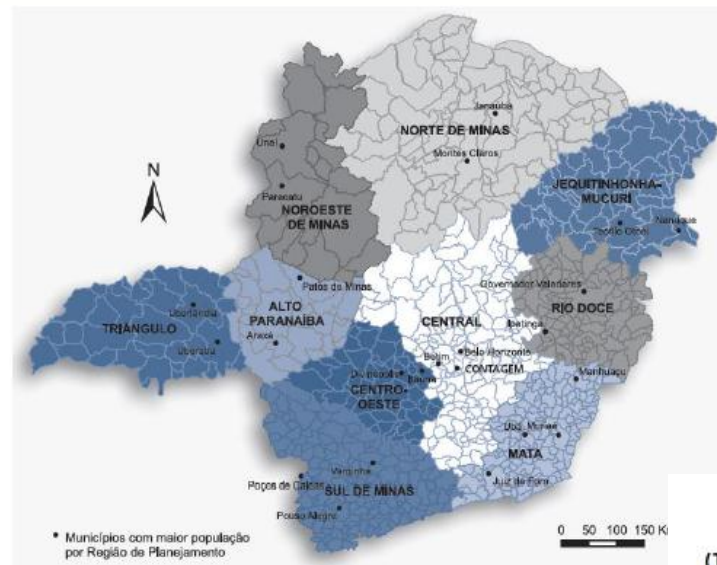 Janaúba
NORTE DE MINAS
Montes Claros
Unaí
Paracatu
NOROESTE
DE MINAS
JEQUITINHONHA-
MUCURI
Nanuque
Teófilo Otoni
N
Patos de Minas
Governador Valadares
RIO DOCE
Ipatinga
Uberlândia
ALTO
PARANAÍBA
TRIÂNGULO
Araxá
Uberaba
CENTRAL
Belo Horizonte
Betim
CONTAGEM
Divinópolis
Itaúna
CENTRO-
OESTE
Manhuaçu
Ubá
Muriaé
MATA
Juiz de Fora
Varginha
Poços de Caldas
SUL DE MINAS
Pouso Alegre
• Municípios com maior população
por Região de Planejamento
0 50 100 150 Km